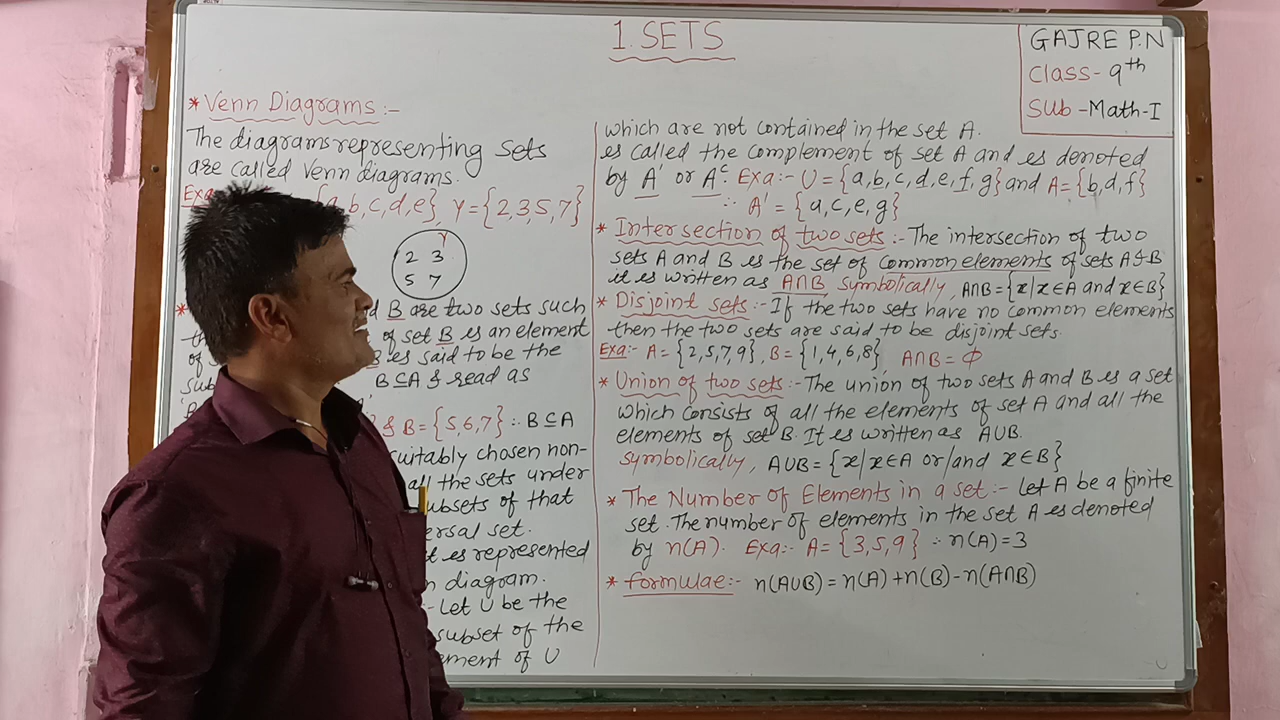 1. SETS
GAJRE P.N
Class- 9th
Sub -Math-I
* Venn Diagrams:-
The diagrams representing sets
are called Venn diagrams.
Exa
{a,b,c,d,e}, Y={2,3,5,7}
Y
2 3
5 7
*
B are two sets such
of set B is an element
of
B is said to be the
sub
B⊆A & read as
& B={5,6,7} ∴ B⊆A
suitably chosen non-
all the sets under
subsets of that
ersal set.
it is represented
n diagram.
- Let U be the
subset of the
ement of U
which are not contained in the set A.
is called the complement of set A and is denoted
by A' or Aᶜ. Exa:- U={a,b,c,d,e,f,g} and A={b,d,f}
∴ A' = {a,c,e,g}
* Intersection of two sets:- The intersection of two
sets A and B is the set of common elements of sets A & B
it is written as A∩B symbolically, A∩B={x|x∈A and x∈B}
* Disjoint sets:- If the two sets have no common elements
then the two sets are said to be disjoint sets.
Exa:- A={2,5,7,9}, B={1,4,6,8}, A∩B=Φ
* Union of two sets:- The union of two sets A and B is a set
which consists of all the elements of set A and all the
elements of set B. It is written as A∪B.
symbolically, A∪B={x|x∈A or/and x∈B}
* The Number of Elements in a set:- Let A be a finite
set. The number of elements in the set A is denoted
by n(A). Exa:- A={3,5,9} ∴ n(A)=3
* formulae:- n(A∪B)=n(A)+n(B)-n(A∩B)